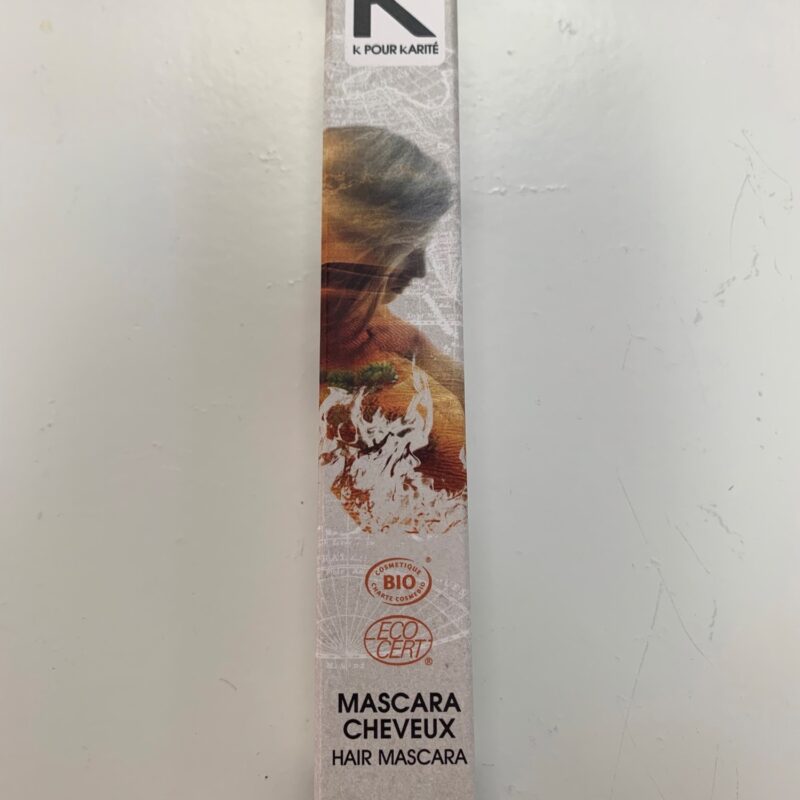 K
K POUR KARITÉ
COSMETIQUE
BIO®
CHARTE COSMEBIO
ECO
CERT®
MASCARA
CHEVEUX
HAIR MASCARA